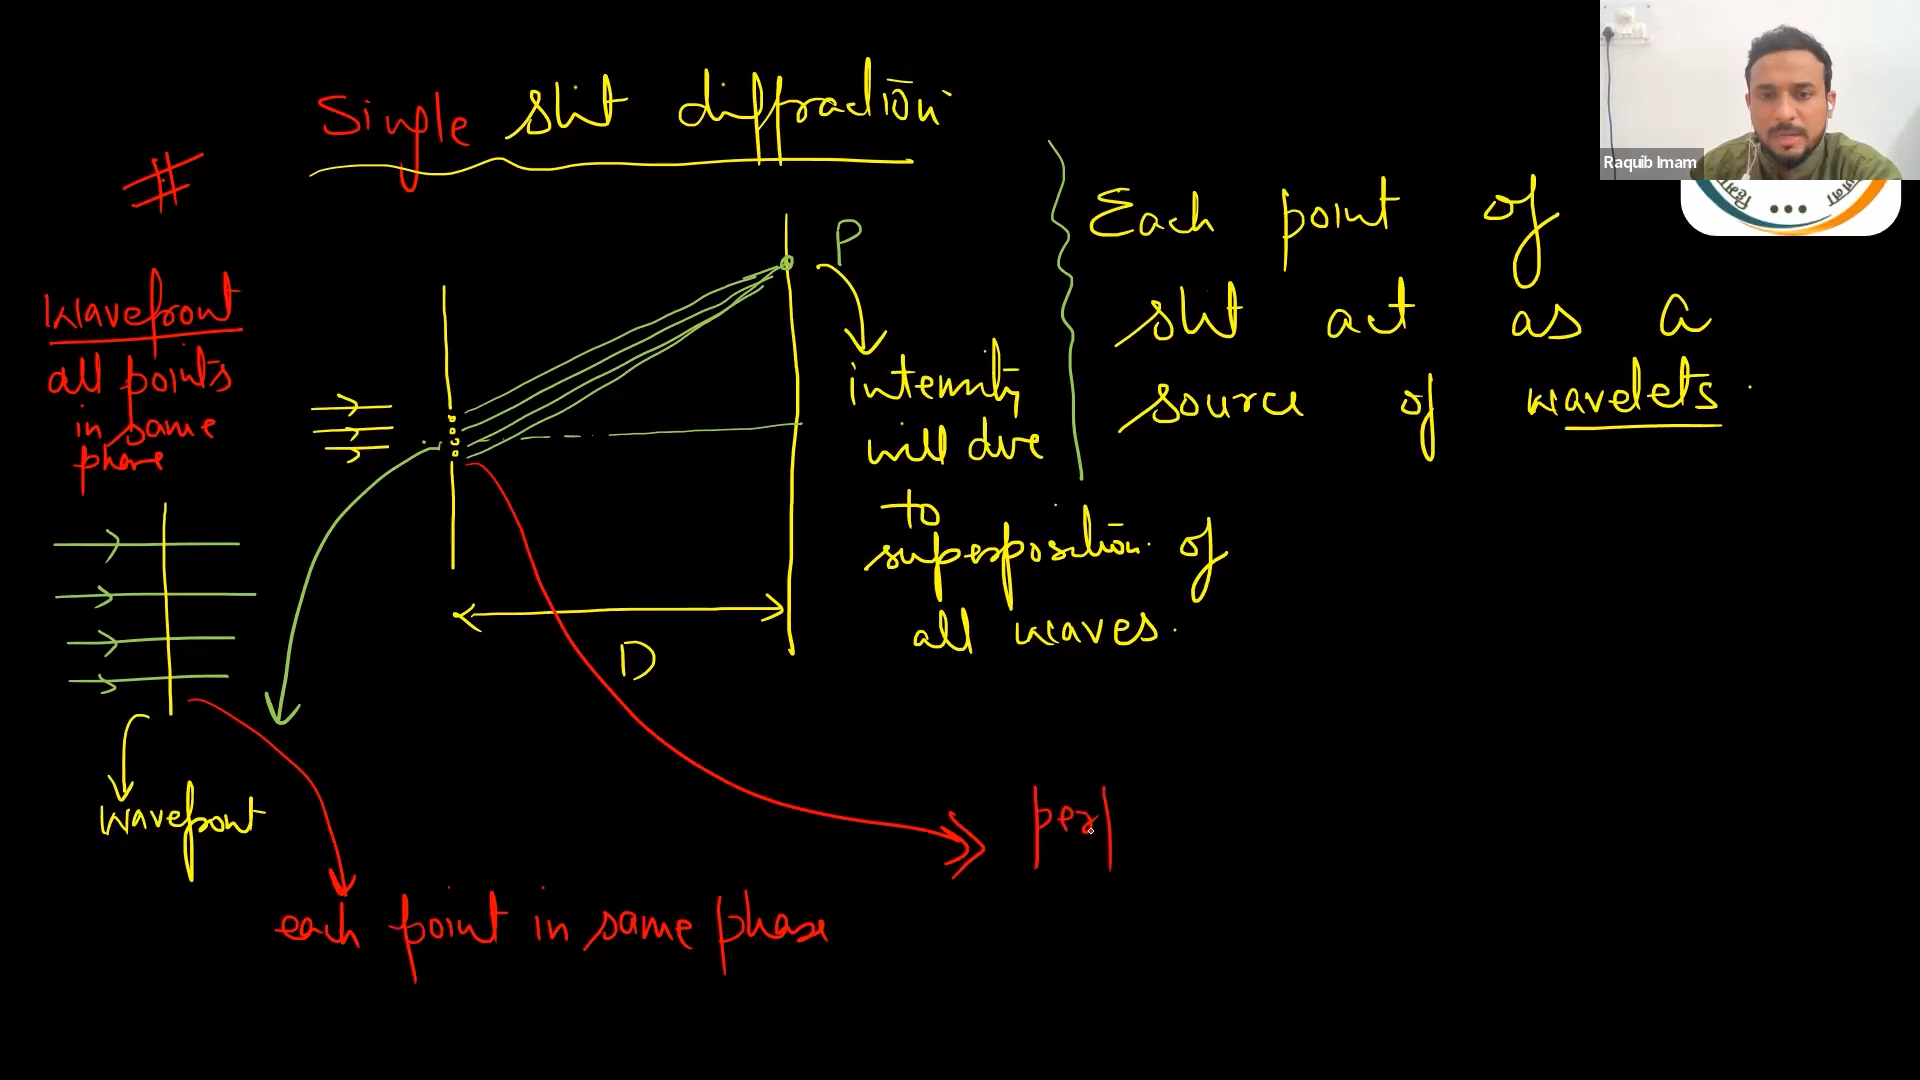 Single slit diffraction
#
Wavefront
all points
in same
phase
P
intensity
will due
to
superposition of
all waves.
D
Wavefront
each point in same phase
Each point of
slit act as a
source of wavelets.
Raquib Imam